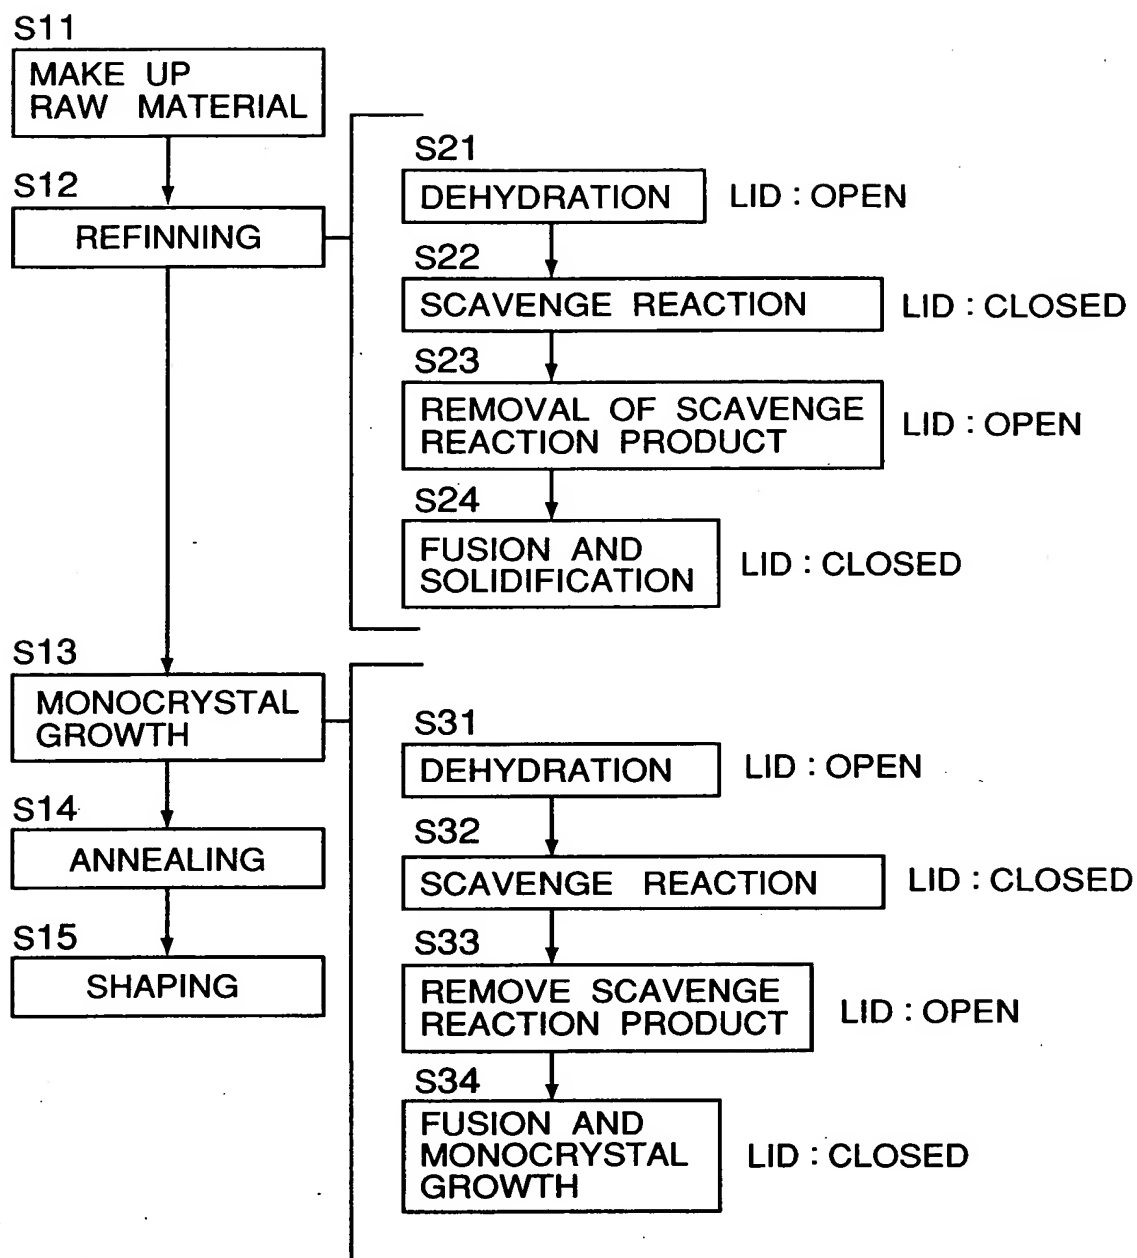 S11
MAKE UP
RAW MATERIAL
S12
REFINNING
S21
DEHYDRATION
LID : OPEN
S22
SCAVENGE REACTION
LID : CLOSED
S23
REMOVAL OF SCAVENGE
REACTION PRODUCT
LID : OPEN
S24
FUSION AND
SOLIDIFICATION
LID : CLOSED
S13
MONOCRYSTAL
GROWTH
S14
ANNEALING
S15
SHAPING
S31
DEHYDRATION
LID : OPEN
S32
SCAVENGE REACTION
LID : CLOSED
S33
REMOVE SCAVENGE
REACTION PRODUCT
LID : OPEN
S34
FUSION AND
MONOCRYSTAL
GROWTH
LID : CLOSED